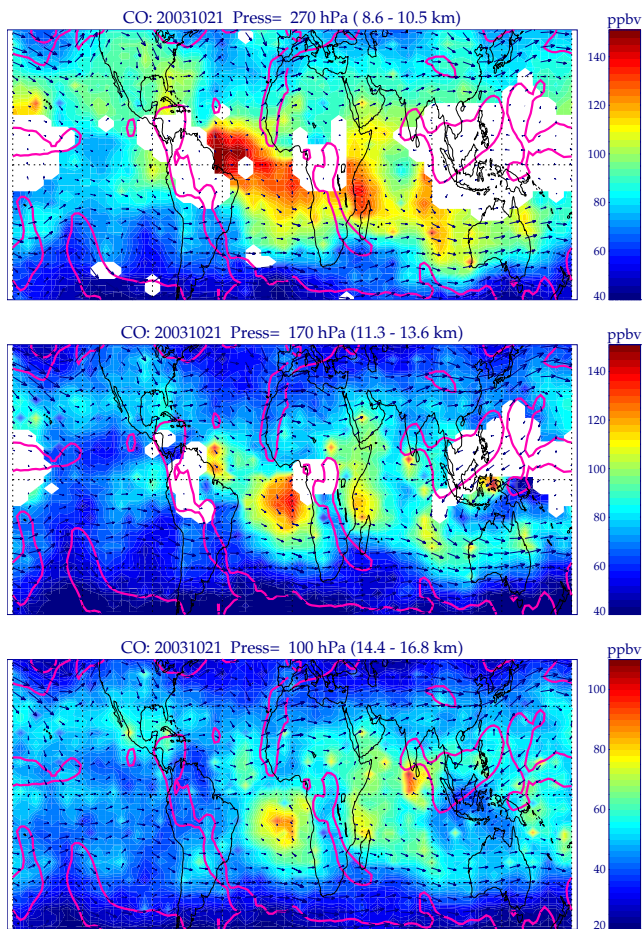 CO: 20031021 Press= 270 hPa ( 8.6 - 10.5 km)
ppbv
140
120
100
80
60
40
CO: 20031021 Press= 170 hPa (11.3 - 13.6 km)
ppbv
140
120
100
80
60
40
CO: 20031021 Press= 100 hPa (14.4 - 16.8 km)
ppbv
100
80
60
40
20